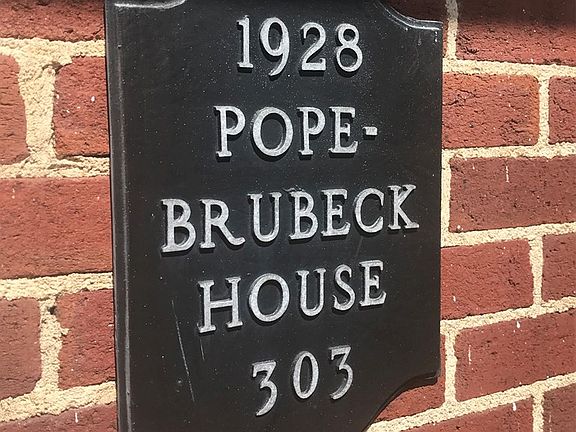 1928
POPE-
BRUBECK
HOUSE
303